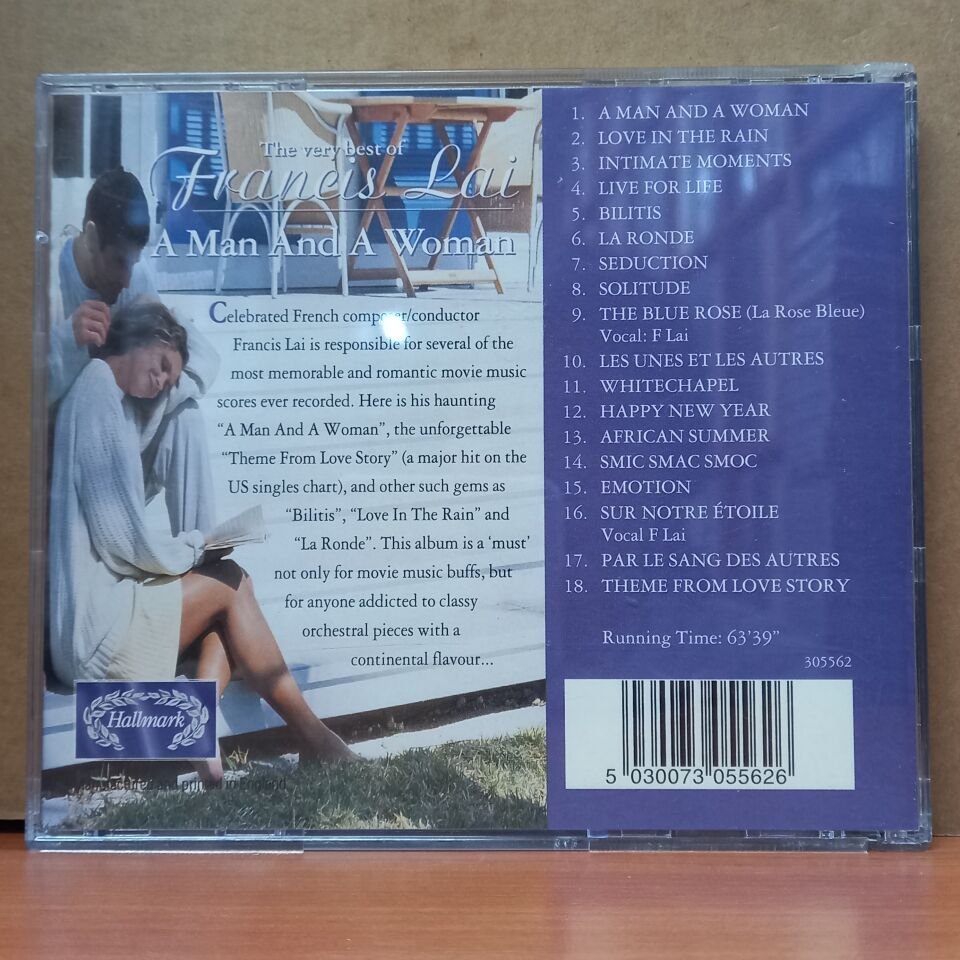 The very best of
Francis Lai
A Man And A Woman
Celebrated French composer/conductor
Francis Lai is responsible for several of the
most memorable and romantic movie music
scores ever recorded. Here is his haunting
“A Man And A Woman”, the unforgettable
“Theme From Love Story” (a major hit on the
US singles chart), and other such gems as
“Bilitis”, “Love In The Rain” and
“La Ronde”. This album is a ‘must’
not only for movie music buffs, but
for anyone addicted to classy
orchestral pieces with a
continental flavour...
Hallmark
Manufactured and printed in England
1. A MAN AND A WOMAN
2. LOVE IN THE RAIN
3. INTIMATE MOMENTS
4. LIVE FOR LIFE
5. BILITIS
6. LA RONDE
7. SEDUCTION
8. SOLITUDE
9. THE BLUE ROSE (La Rose Bleue)
Vocal: F Lai
10. LES UNES ET LES AUTRES
11. WHITECHAPEL
12. HAPPY NEW YEAR
13. AFRICAN SUMMER
14. SMIC SMAC SMOC
15. EMOTION
16. SUR NOTRE ÉTOILE
Vocal F Lai
17. PAR LE SANG DES AUTRES
18. THEME FROM LOVE STORY
Running Time: 63’39”
305562
5 030073 055626